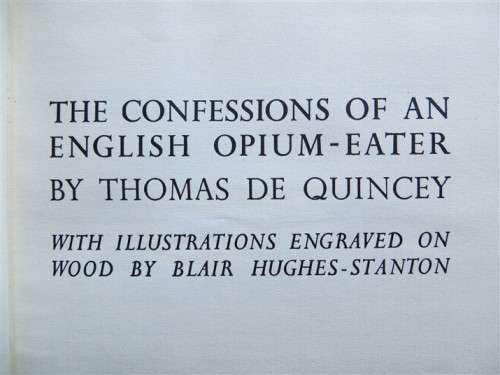 THE CONFESSIONS OF AN
ENGLISH OPIUM-EATER
BY THOMAS DE QUINCEY
WITH ILLUSTRATIONS ENGRAVED ON
WOOD BY BLAIR HUGHES-STANTON